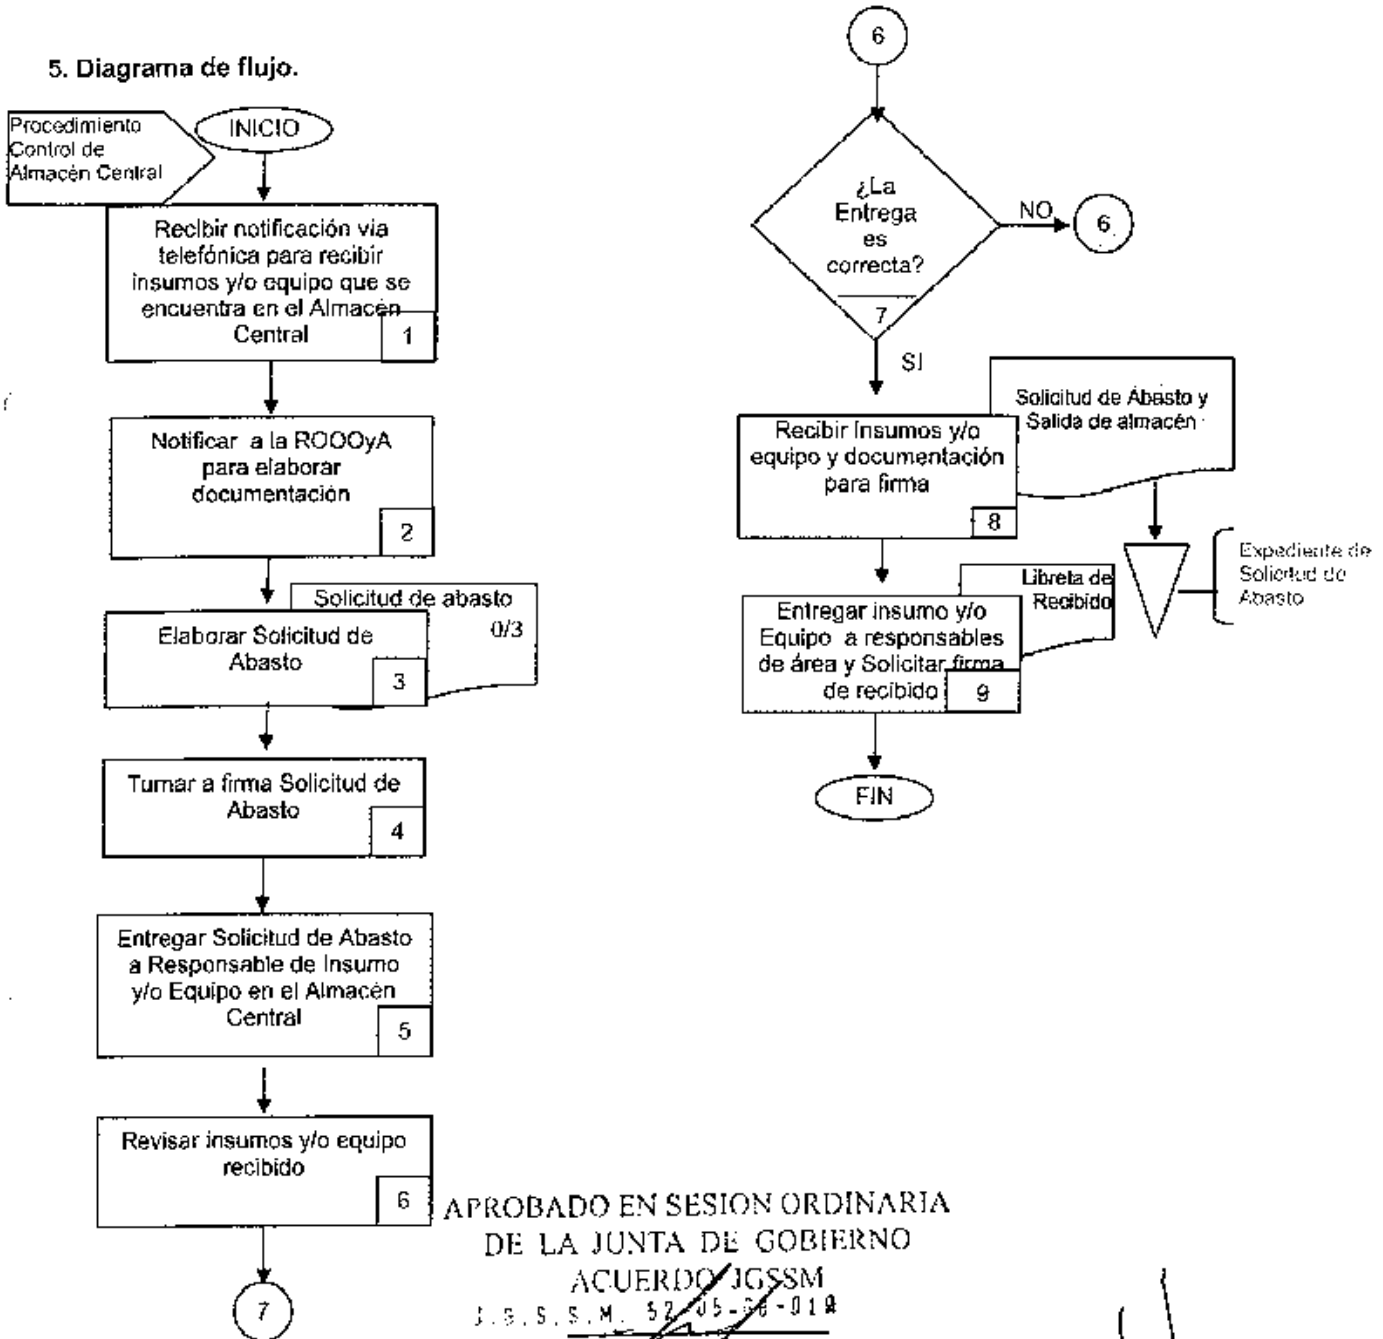 5. Diagrama de flujo.
Procedimiento
Control de
Almacén Central
INICIO
Recibir notificación vía
telefónica para recibir
insumos y/o equipo que se
encuentra en el Almacén
Central
1
Notificar a la ROOOyA
para elaborar
documentación
2
Solicitud de abasto
0/3
Elaborar Solicitud de
Abasto
3
Turnar a firma Solicitud de
Abasto
4
Entregar Solicitud de Abasto
a Responsable de Insumo
y/o Equipo en el Almacén
Central
5
Revisar insumos y/o equipo
recibido
6
7
6
¿La
Entrega
es
correcta?
7
NO
6
SI
Solicitud de Abasto y
Salida de almacén
Recibir Insumos y/o
equipo y documentación
para firma
8
Expediente de
Solicitud de
Abasto
Libreta de
Recibido
Entregar insumo y/o
Equipo a responsables
de área y Solicitar firma
de recibido
9
FIN
APROBADO EN SESION ORDINARIA
DE LA JUNTA DE GOBIERNO
ACUERDO JGSSM